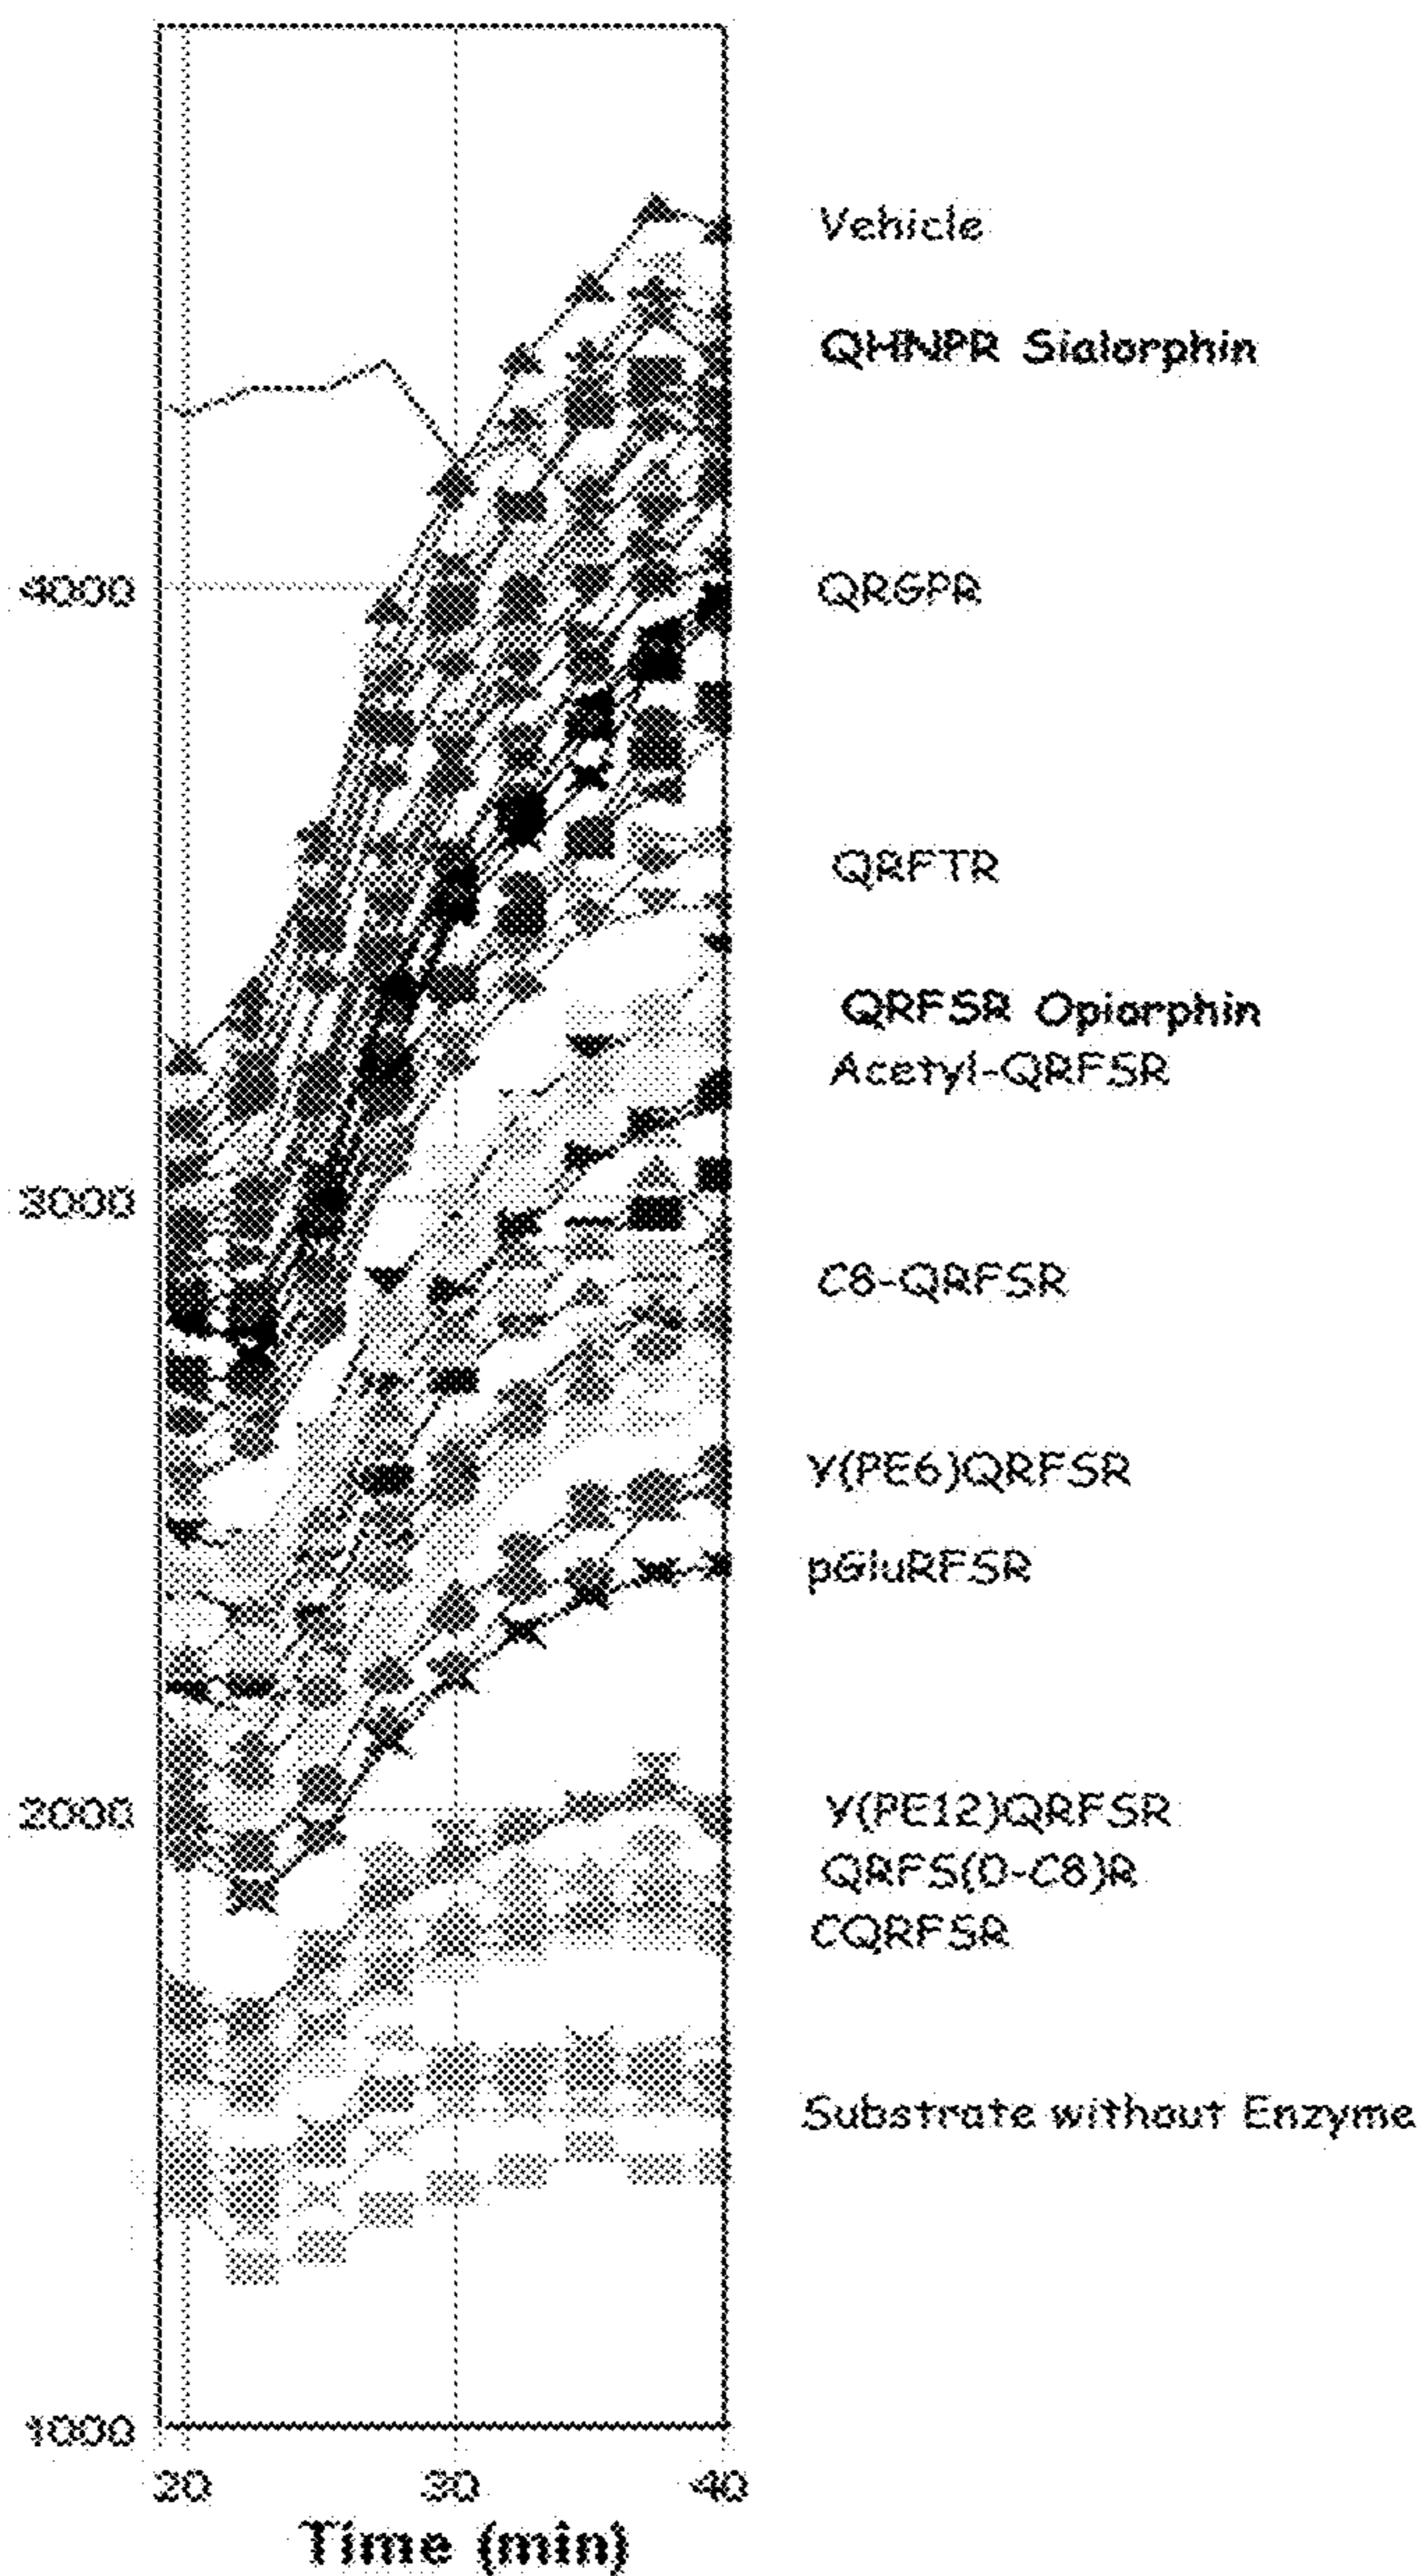 Vehicle
QHNPR Sialorphin
4000
QRGPR
QRFTR
QRFSR Opiorphin
Acetyl-QRFSR
3000
C8-QRFSR
Y(PE6)QRFSR
pGluRFSR
2000
Y(PE12)QRFSR
QRFS(O-C8)R
CQRFSR
Substrate without Enzyme
1000
20 30 40
Time (min)